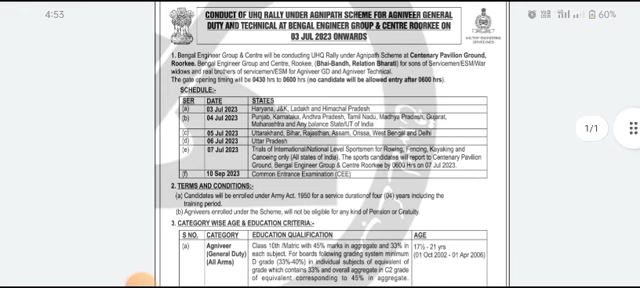 4:53
60%
CONDUCT OF UHQ RALLY UNDER AGNIPATH SCHEME FOR AGNIVEER GENERAL
DUTY AND TECHNICAL AT BENGAL ENGINEER GROUP & CENTRE ROORKEE ON
03 JUL 2023 ONWARDS
1. Bengal Engineer Group & Centre will be conducting UHQ Rally under Agnipath Scheme at Centenary Pavilion Ground,
Roorkee. Bengal Engineer Group and Centre, Rookee, (Bhai-Bandh, Relation Bharati) for sons of Servicemen/ESM/War
widows and real brothers of servicemen/ESM for Agniveer GD and Agniveer Technical.
The gate opening timing will be 0430 hrs to 0600 hrs (no candidate will be allowed entry after 0600 hrs).
SCHEDULE:-
SER DATE STATES
(a) 03 Jul 2023 Haryana, J&K, Ladakh and Himachal Pradesh
(b) 04 Jul 2023 Punjab, Karnataka, Andhra Pradesh, Tamil Nadu, Madhya Pradesh, Gujarat,
Maharashtra and Any balance State/UT of India
(c) 05 Jul 2023 Uttarakhand, Bihar, Rajasthan, Assam, Orissa, West Bengal and Delhi
(d) 06 Jul 2023 Uttar Pradesh
(e) 07 Jul 2023 Trials of International/National Level Sportsmen for Rowing, Fencing, Kayaking and
Canoeing only (All states of India). The sports candidates will report to Centenary Pavilion
Ground, Bengal Engineer Group & Centre Roorkee by 0600 Hrs on 07 Jul 2023.
(f) 10 Sep 2023 Common Entrance Examination (CEE)
1/1
2. TERMS AND CONDITIONS:-
(a) Candidates will be enrolled under Army Act, 1950 for a service duration of four (04) years including the
training period.
(b) Agniveers enrolled under the Scheme, will not be eligible for any kind of Pension or Gratuity.
3. CATEGORY WISE AGE & EDUCATION CRITERIA:-
S NO. CATEGORY EDUCATION QUALIFICATION AGE
(a) Agniveer (General Duty) (All Arms) Class 10th /Matric with 45% marks in aggregate and 33% in 17½ - 21 yrs
each subject. For boards following grading system minimum (01 Oct 2002 - 01 Apr 2006)
D grade (33%-40%) in individual subjects of equivalent of
grade which contains 33% and overall aggregate in C2 grade
of equivalent corresponding to 45% in aggregate.